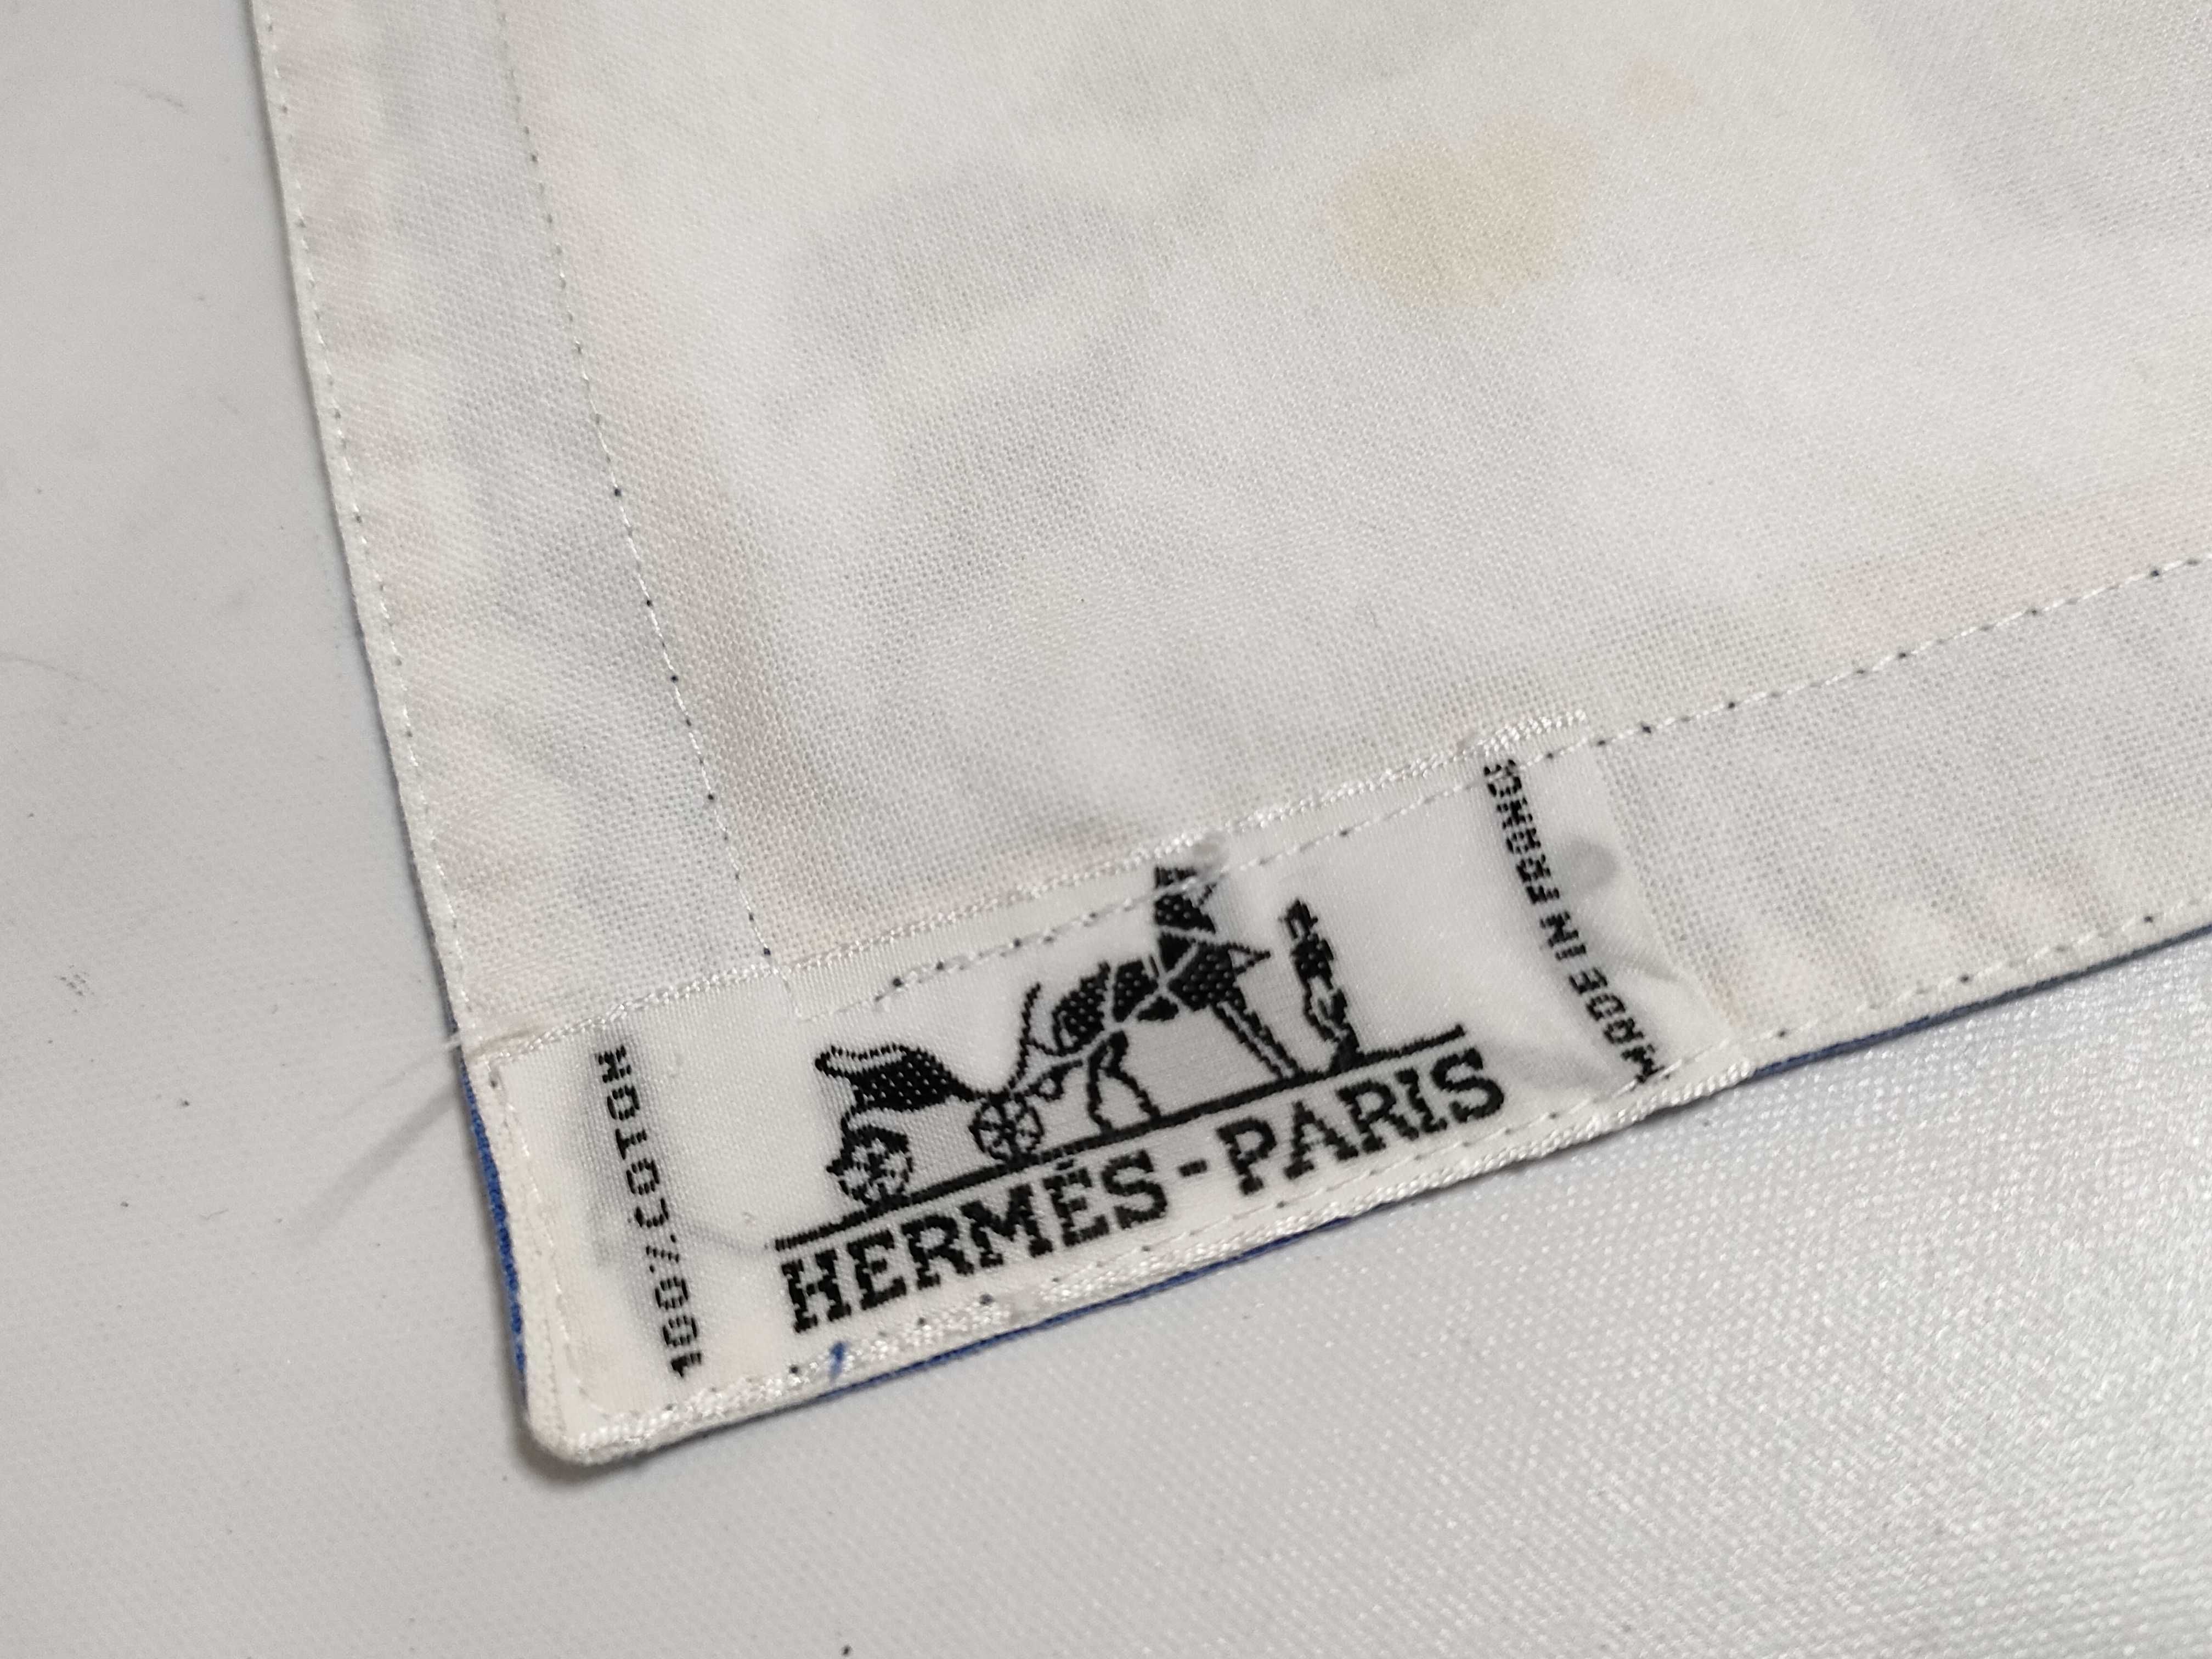 100% COTON
HERMÈS-PARIS
MADE IN FRANCE